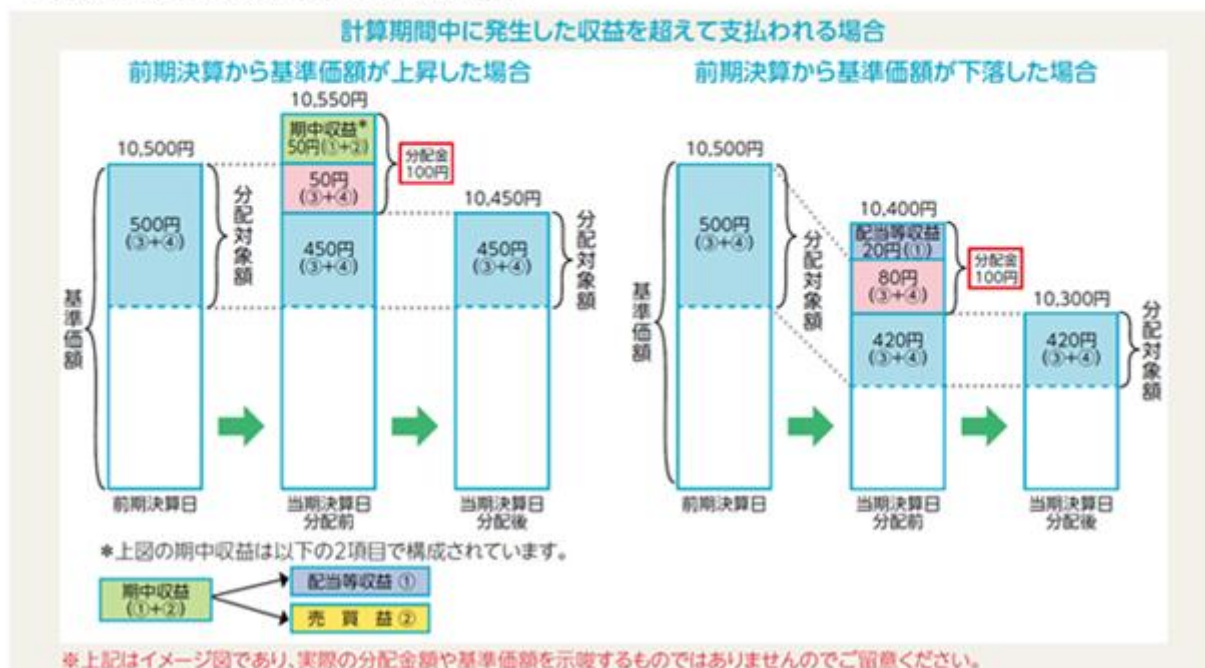 計算期間中に発生した収益を超えて支払われる場合
前期決算から基準価額が上昇した場合
10,550円
期中収益*
50円(①+②)
10,500円
分配金
100円
50円
(③+④)
10,450円
500円
(③+④)
分配対象額
450円
(③+④)
450円
(③+④)
分配対象額
基準価額
前期決算日
当期決算日
分配前
当期決算日
分配後
*上図の期中収益は以下の2項目で構成されています。
期中収益
(①+②)
配当等収益 ①
売 買 益 ②
前期決算から基準価額が下落した場合
10,500円
10,400円
配当等収益
20円(①)
分配金
100円
500円
(③+④)
分配対象額
80円
(③+④)
10,300円
420円
(③+④)
420円
(③+④)
分配対象額
基準価額
前期決算日
当期決算日
分配前
当期決算日
分配後
※上記はイメージ図であり、実際の分配金額や基準価額を示唆するものではありませんのでご留意ください。